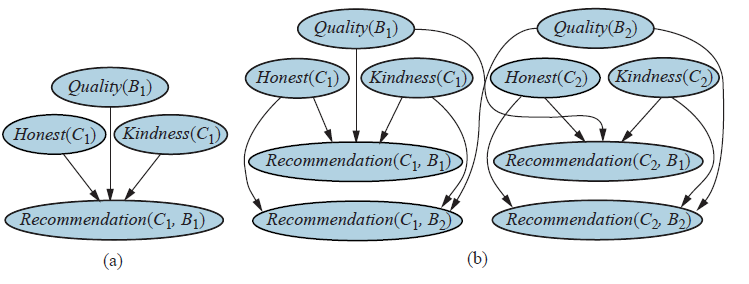 Quality(B1)
Honest(C1) Kindness(C1)
Recommendation(C1, B1)
(a)
Quality(B1) Quality(B2)
Honest(C1) Kindness(C1) Honest(C2) Kindness(C2)
Recommendation(C1, B1) Recommendation(C2, B1)
Recommendation(C1, B2) Recommendation(C2, B2)
(b)